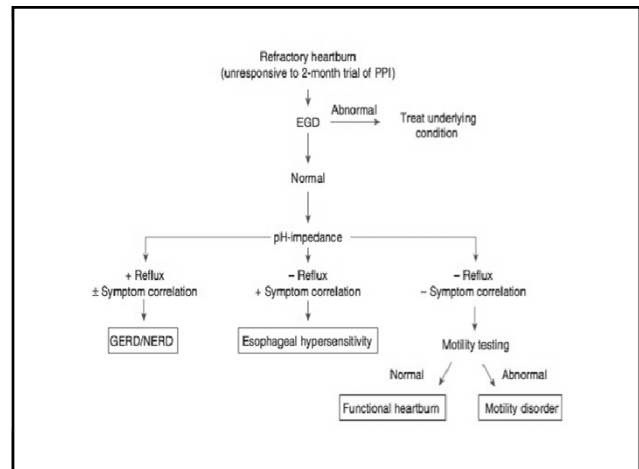 Refractory heartburn
(unresponsive to 2-month trial of PPI)
Abnormal
EGD
Treat underlying
condition
Normal
pH-impedance
+ Reflux
± Symptom correlation
– Reflux
+ Symptom correlation
– Reflux
– Symptom correlation
GERD/NERD
Esophageal hypersensitivity
Motility testing
Normal
Abnormal
Functional heartburn
Motility disorder